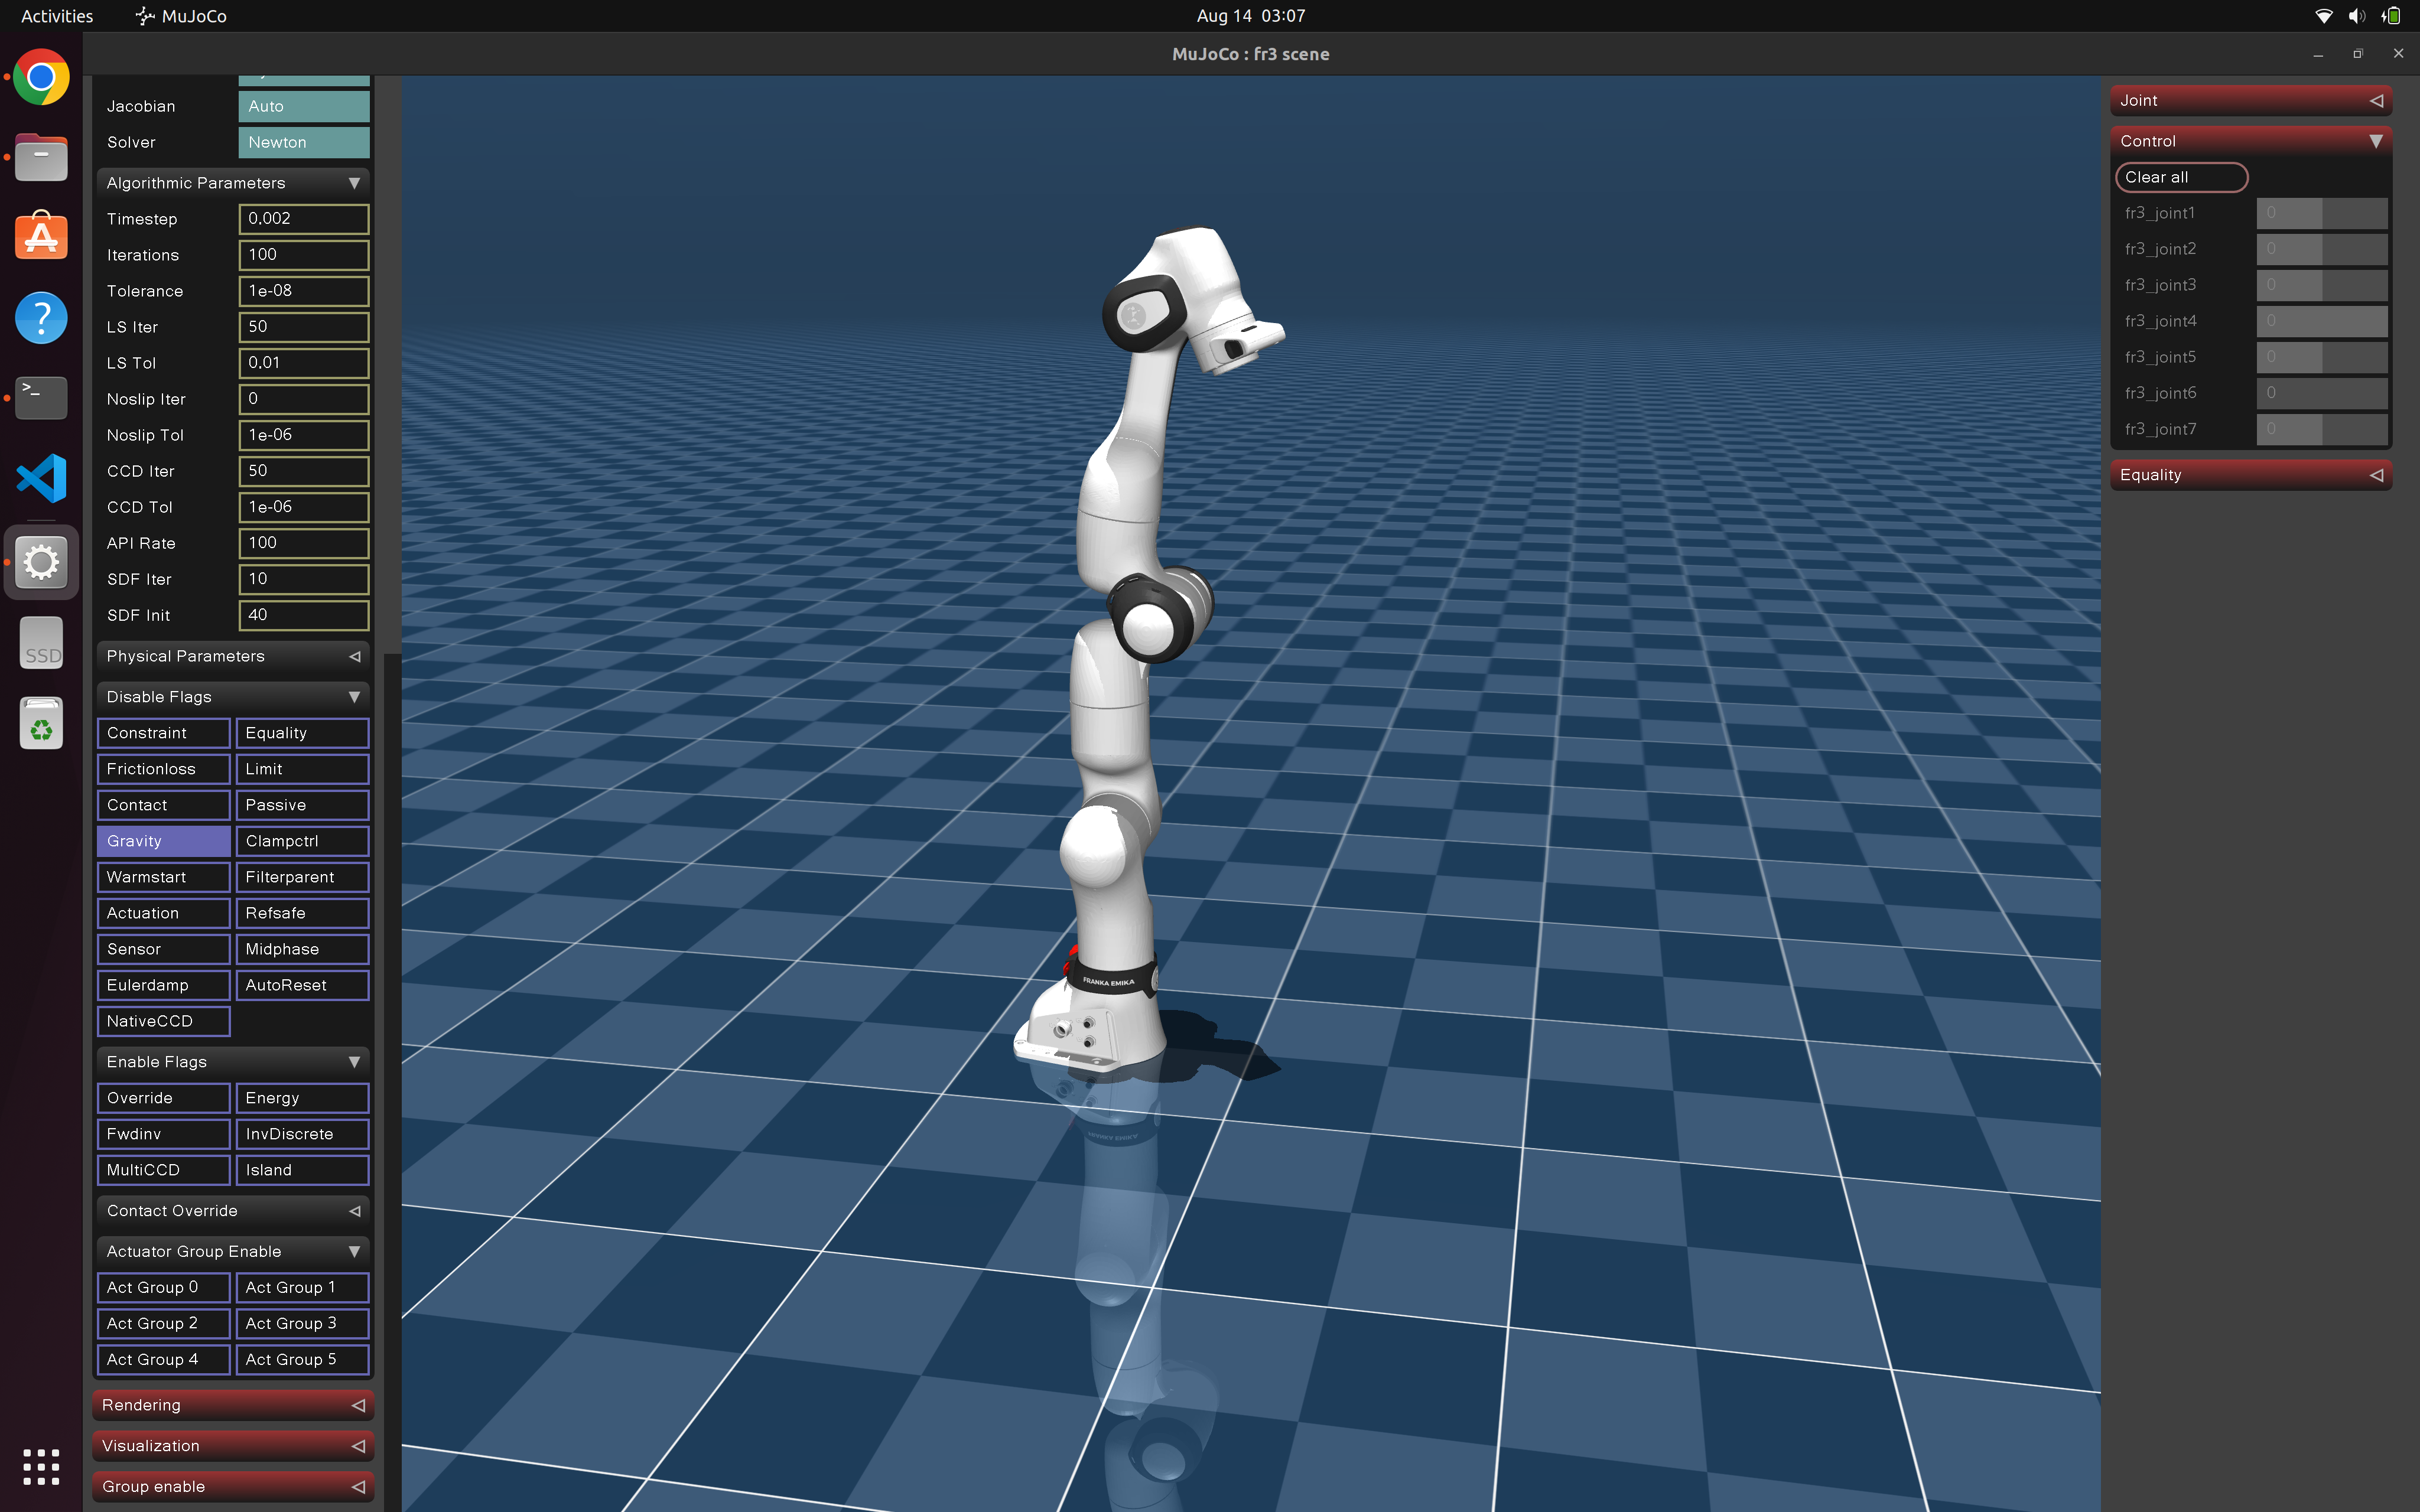 Activities MuJoCo Aug 14 03:07
MuJoCo : fr3 scene
Jacobian Auto
Solver Newton
Algorithmic Parameters
Timestep 0.002
Iterations 100
Tolerance 1e-08
LS Iter 50
LS Tol 0.01
Noslip Iter 0
Noslip Tol 1e-06
CCD Iter 50
CCD Tol 1e-06
API Rate 100
SDF Iter 10
SDF Init 40
Physical Parameters
Disable Flags
Constraint Equality
Frictionloss Limit
Contact Passive
Gravity Clampctrl
Warmstart Filterparent
Actuation Refsafe
Sensor Midphase
Eulerdamp AutoReset
NativeCCD
Enable Flags
Override Energy
Fwdinv InvDiscrete
MultiCCD Island
Contact Override
Actuator Group Enable
Act Group 0 Act Group 1
Act Group 2 Act Group 3
Act Group 4 Act Group 5
Rendering
Visualization
Group enable
SSD
FRANKA EMIKA
Joint
Control
Clear all
fr3_joint1 0
fr3_joint2 0
fr3_joint3 0
fr3_joint4 0
fr3_joint5 0
fr3_joint6 0
fr3_joint7 0
Equality